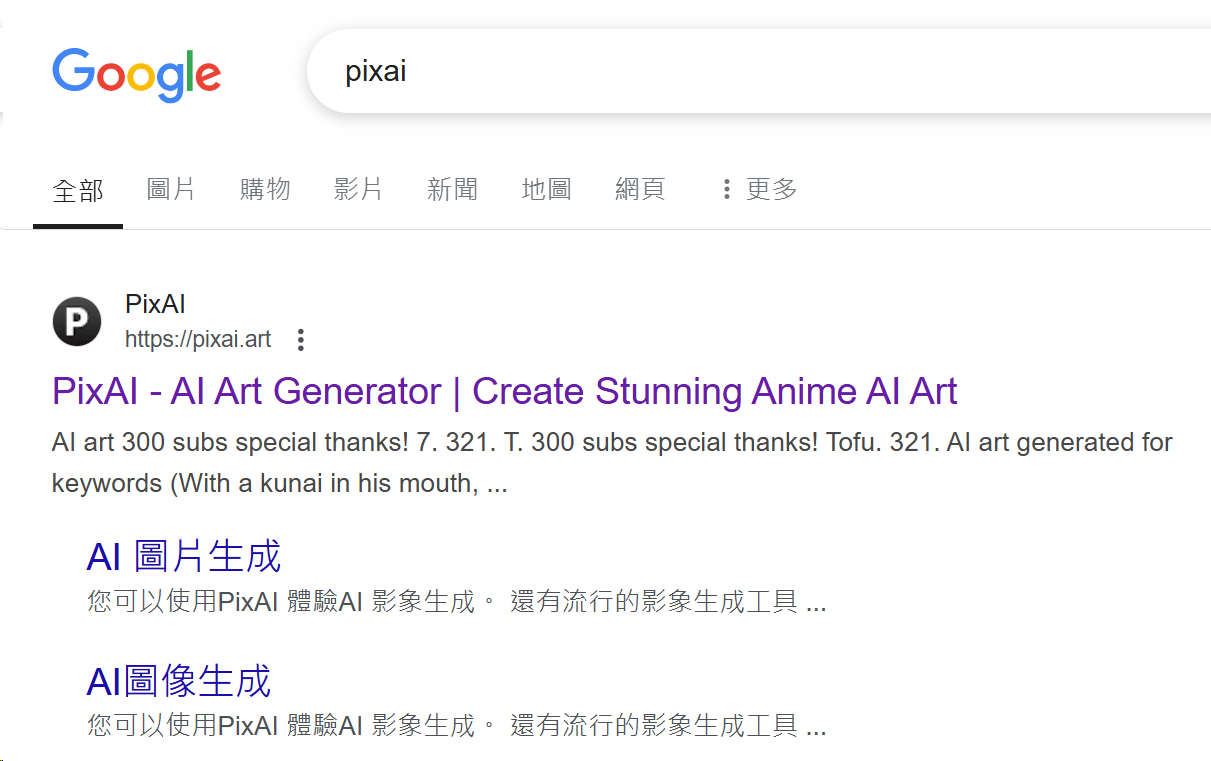 Google
pixai
全部 圖片 購物 影片 新聞 地圖 網頁 更多
P
PixAI
https://pixai.art
PixAI - AI Art Generator | Create Stunning Anime AI Art
AI art 300 subs special thanks! 7. 321. T. 300 subs special thanks! Tofu. 321. AI art generated for
keywords (With a kunai in his mouth, ...
AI 圖片生成
您可以使用PixAI 體驗AI 影象生成。 還有流行的影象生成工具 ...
AI圖像生成
您可以使用PixAI 體驗AI 影象生成。 還有流行的影象生成工具 ...